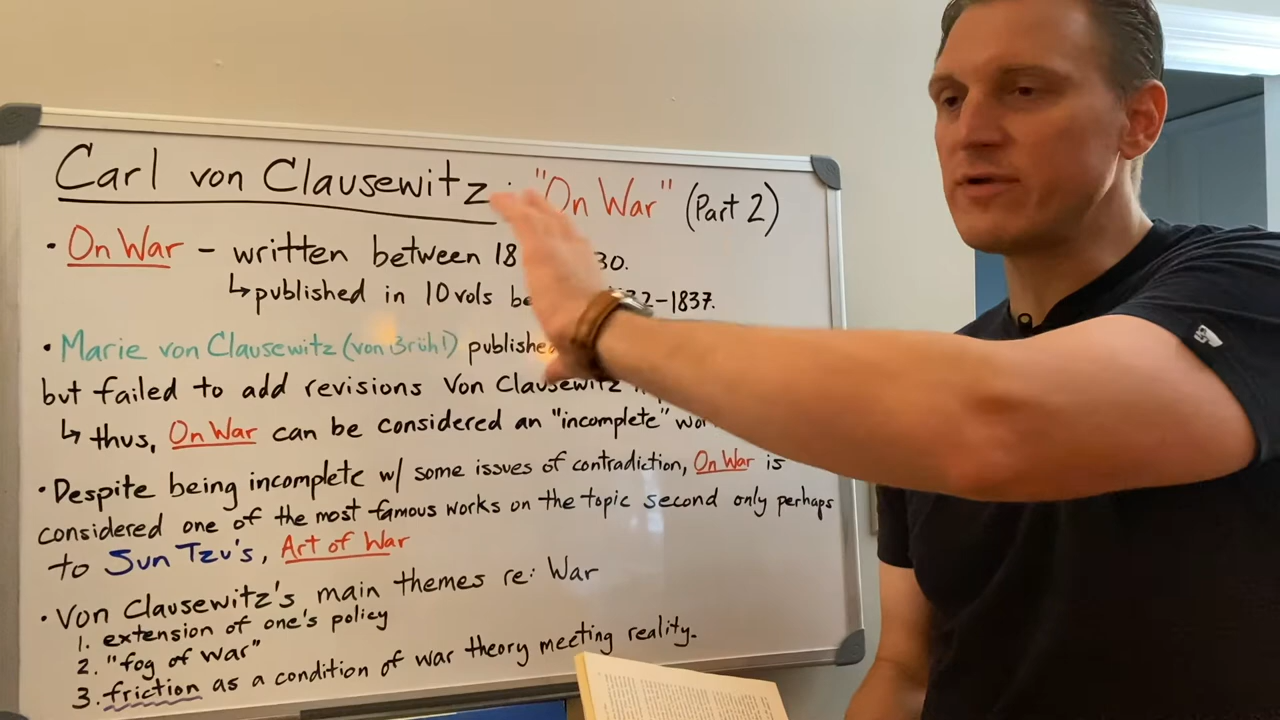 Carl von Clausewitz: "On War" (Part 2)
• On War – written between 18 30.
↳ published in 10 vols be 2–1837.
• Marie von Clausewitz (von Brühl) publishe
but failed to add revisions Von Clausewitz
↳ thus, On War can be considered an "incomplete" wor
• Despite being incomplete w/ some issues of contradiction, On War is
considered one of the most famous works on the topic second only perhaps
to Sun Tzu's, Art of War
• Von Clausewitz's main themes re: War
1. extension of one's policy
2. "fog of war"
3. friction as a condition of war theory meeting reality.